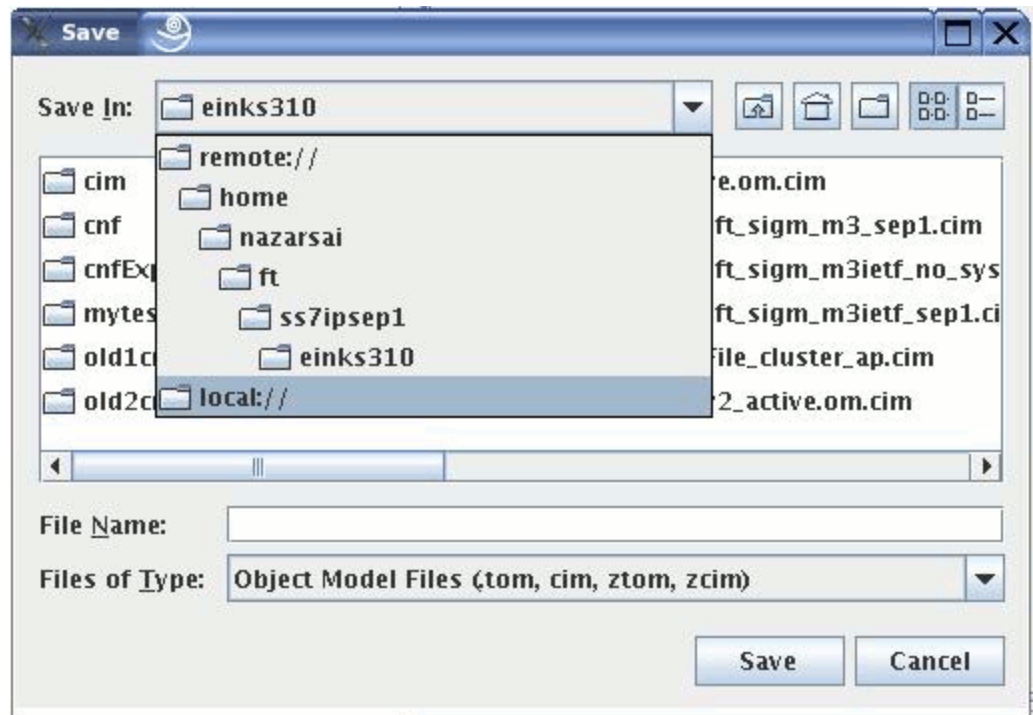 Save
Save In: einks310
remote://
home
nazarsai
ft
ss7ipsep1
einks310
local://
cim
cnf
cnfExp
mytes
old1c
old2c
e.om.cim
ft_sigm_m3_sep1.cim
ft_sigm_m3ietf_no_sys
ft_sigm_m3ietf_sep1.ci
file_cluster_ap.cim
2_active.om.cim
File Name:
Files of Type: Object Model Files (.tom, cim, ztom, zcim)
Save Cancel